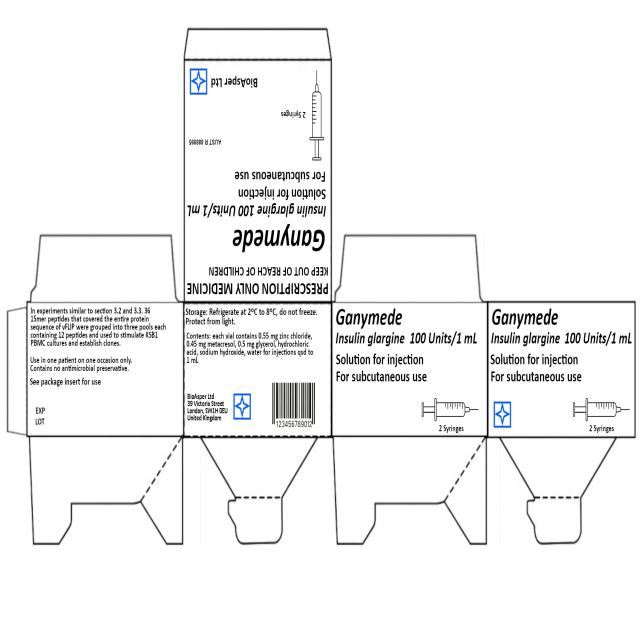 BioAsper Ltd
2 Syringes
AUST R 888895
For subcutaneous use
Solution for injection
Insulin glargine 100 Units/1 mL
Ganymede
KEEP OUT OF REACH OF CHILDREN
PRESCRIPTION ONLY MEDICINE
In experiments similar to section 3.2 and 3.3. 36
15mer peptides that covered the entire protein
sequence of vFLIP were grouped into three pools each
containing 12 peptides and used to stimulate KSB1
PBMC cultures and establish clones.
Use in one patient on one occasion only.
Contains no antimicrobial preservative.
See package insert for use
EXP
LOT
Storage: Refrigerate at 2°C to 8°C, do not freeze.
Protect from light.
Contents: each vial contains 0.55 mg zinc chloride,
0.45 mg metacresol, 0.5 mg glycerol, hydrochloric
acid, sodium hydroxide, water for injections qsd to
1 mL
BioAsper Ltd
39 Victoria Street
London, SW1H 0EU
United Kingdom
123456789012
Ganymede
Insulin glargine 100 Units/1 mL
Solution for injection
For subcutaneous use
2 Syringes
Ganymede
Insulin glargine 100 Units/1 mL
Solution for injection
For subcutaneous use
2 Syringes